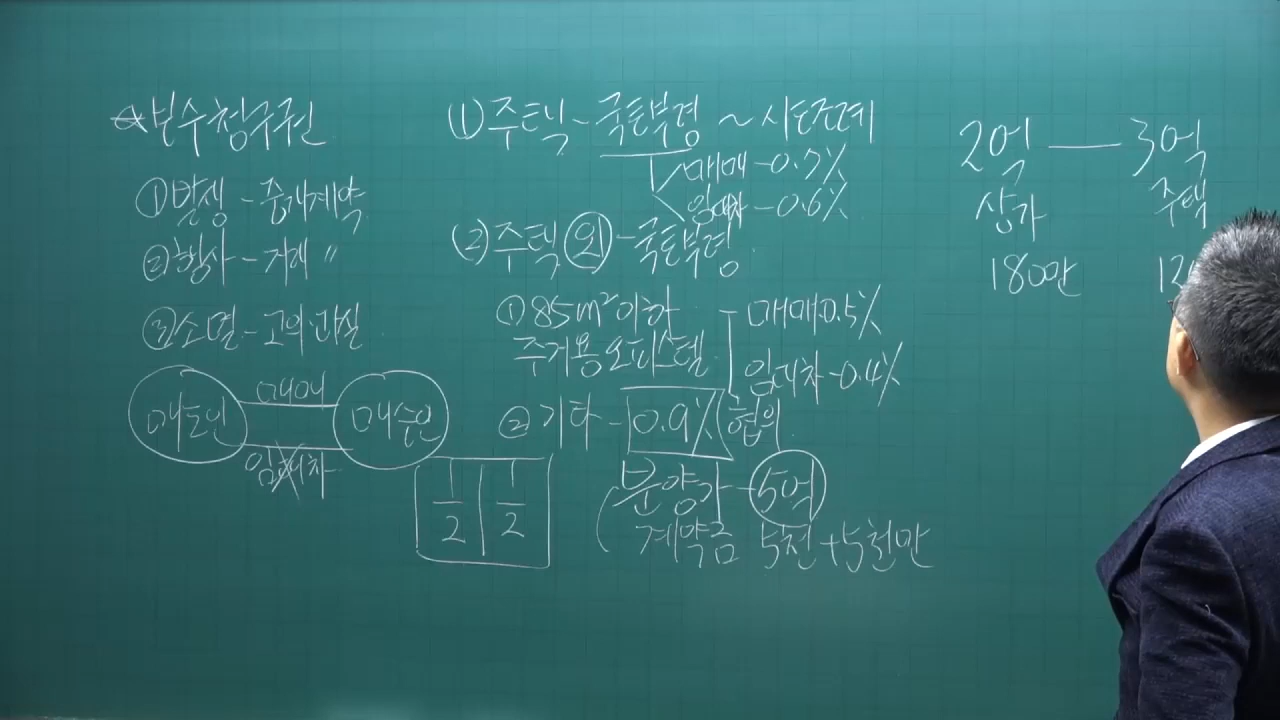 ☆보수청구권
①발생-중개계약
②행사-거래 〃
③소멸-고의과실
매도인 매매 매수인
임대차
1/2 1/2
(1)주택-국토부령 ~시도조례
매매-0.7%
임대차-0.6%
(2)주택외-국토부령
①85m²이하
주거용오피스텔
매매0.5%
임대차-0.4%
②기타-0.9% 협의
(분양가-5억
계약금 5천+5천만
2억 — 3억
상가 주택
180만